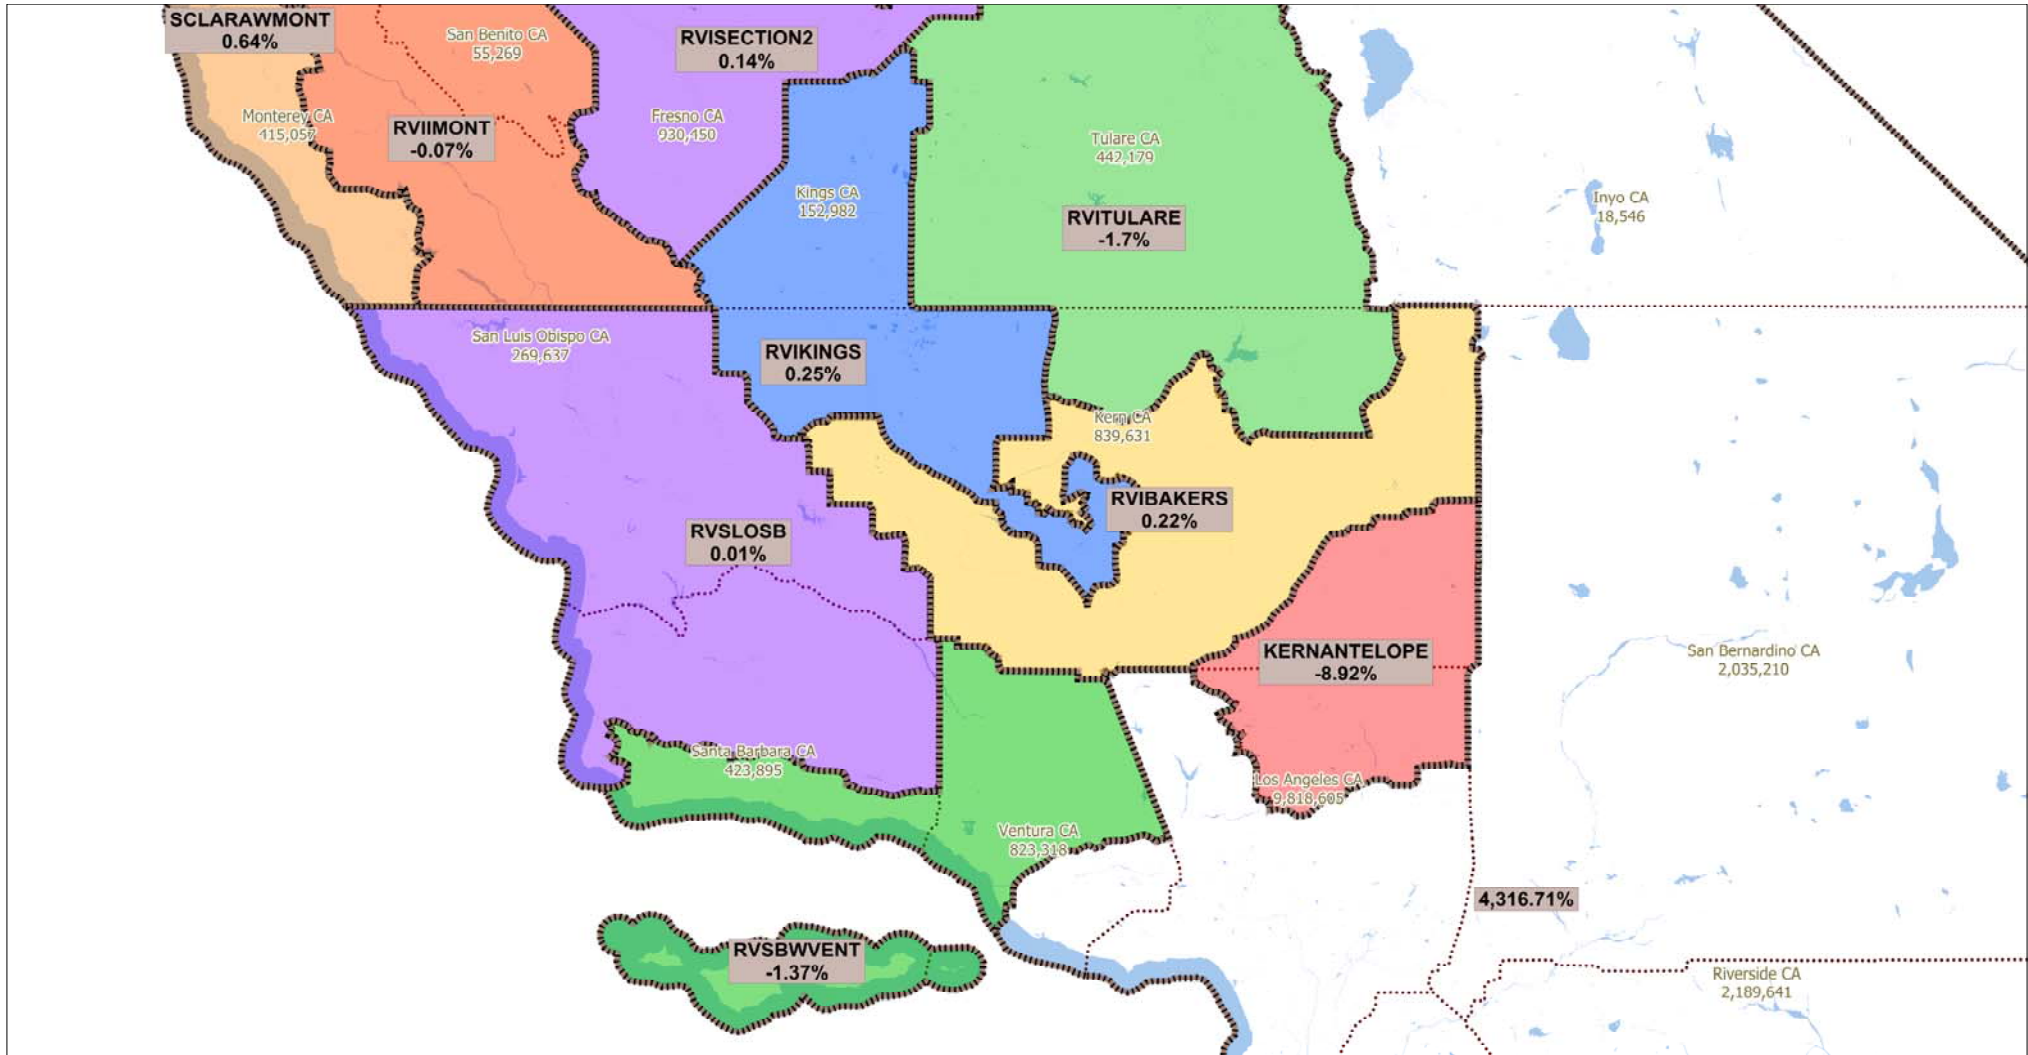 SCLARAWMONT
0.64%
San Benito CA
55,269
RVISECTION2
0.14%
Monterey CA
415,057
RVIIMONT
-0.07%
Fresno CA
930,450
Tulare CA
442,179
Kings CA
152,982
Inyo CA
18,546
RVITULARE
-1.7%
San Luis Obispo CA
269,637
RVIKINGS
0.25%
Kern CA
839,631
RVIBAKERS
0.22%
RVSLOSB
0.01%
KERNANTELOPE
-8.92%
San Bernardino CA
2,035,210
Santa Barbara CA
423,895
Los Angeles CA
9,818,605
Ventura CA
823,318
4,316.71%
RVSBWVENT
-1.37%
Riverside CA
2,189,641